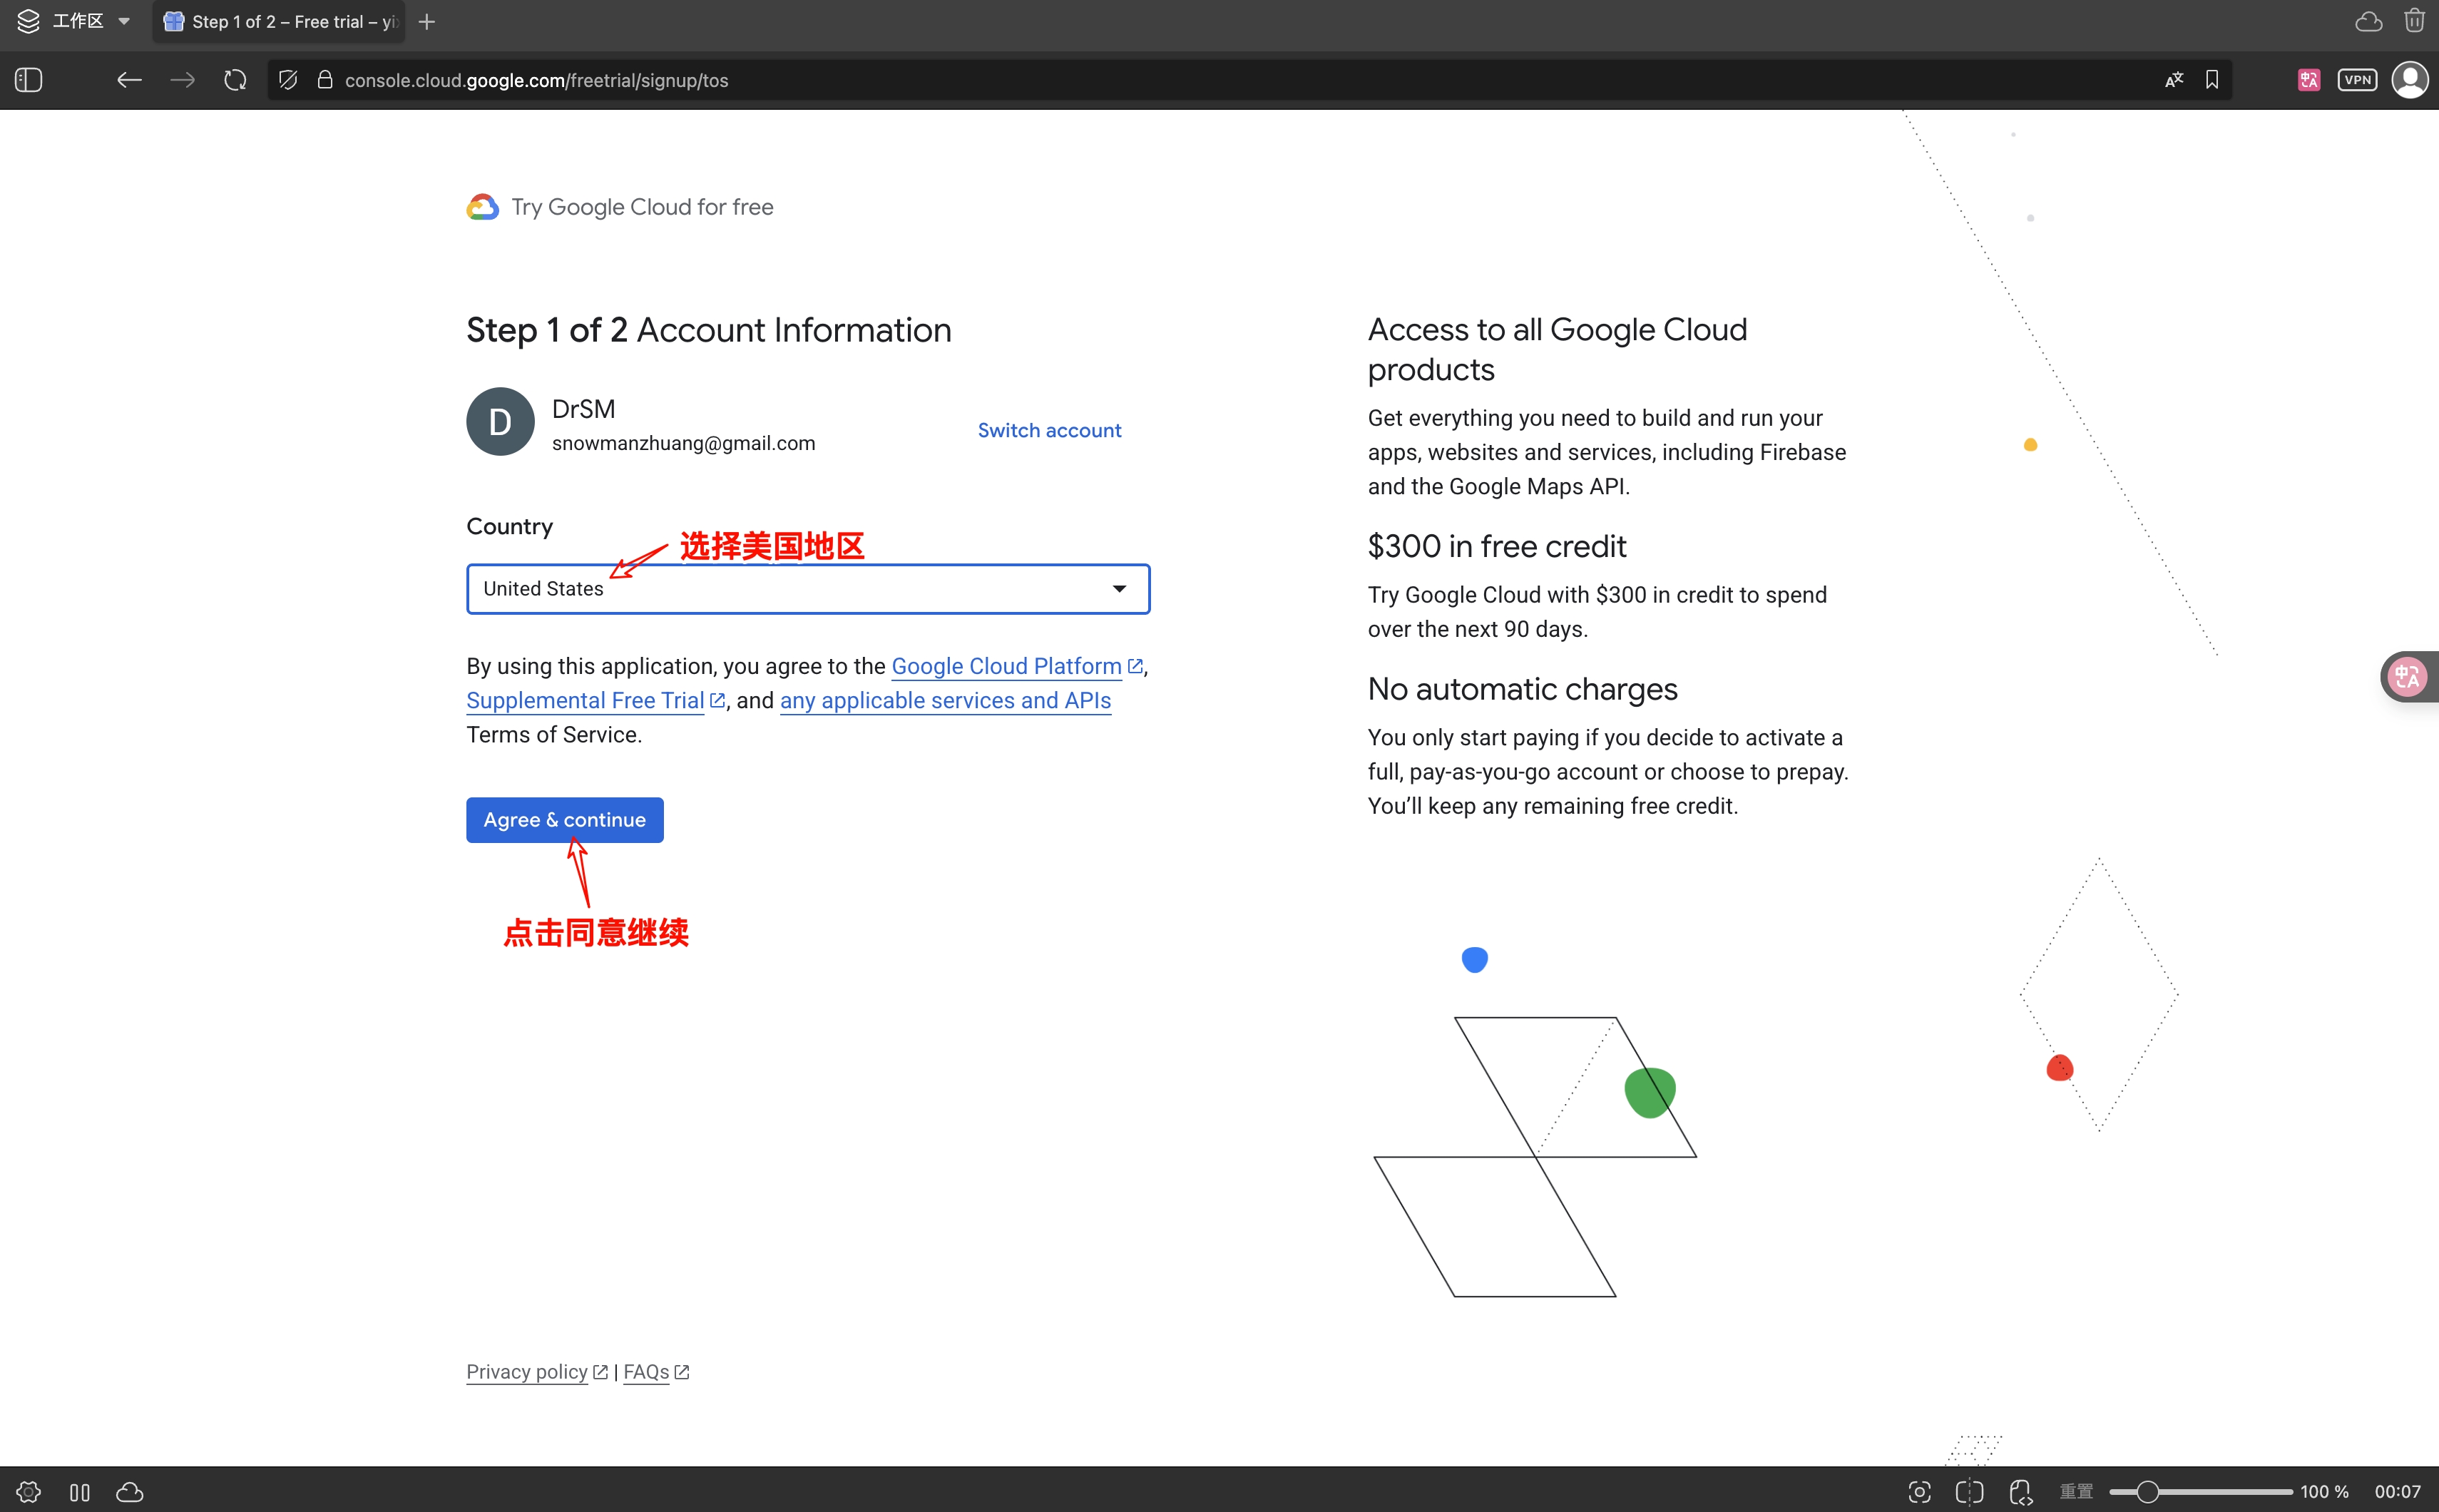 工作区
Step 1 of 2 – Free trial – yi
console.cloud.google.com/freetrial/signup/tos
VPN
Try Google Cloud for free
Step 1 of 2 Account Information
D
DrSM
snowmanzhuang@gmail.com
Switch account
Country
选择美国地区
United States
By using this application, you agree to the Google Cloud Platform,
Supplemental Free Trial, and any applicable services and APIs
Terms of Service.
Agree & continue
点击同意继续
Access to all Google Cloud
products
Get everything you need to build and run your
apps, websites and services, including Firebase
and the Google Maps API.
$300 in free credit
Try Google Cloud with $300 in credit to spend
over the next 90 days.
No automatic charges
You only start paying if you decide to activate a
full, pay-as-you-go account or choose to prepay.
You’ll keep any remaining free credit.
Privacy policy | FAQs
重置
100 %
00:07